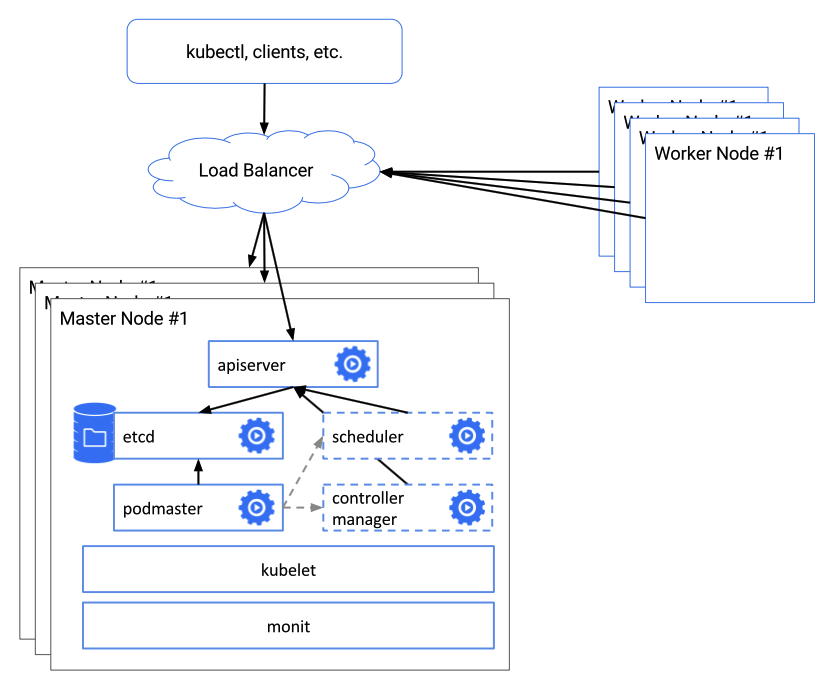 kubectl, clients, etc.
Load Balancer
Worker Node #1
Worker Node #1
Worker Node #1
Worker Node #1
Master Node #1
Master Node #1
Master Node #1
apiserver
etcd
scheduler
podmaster
controller
manager
kubelet
monit